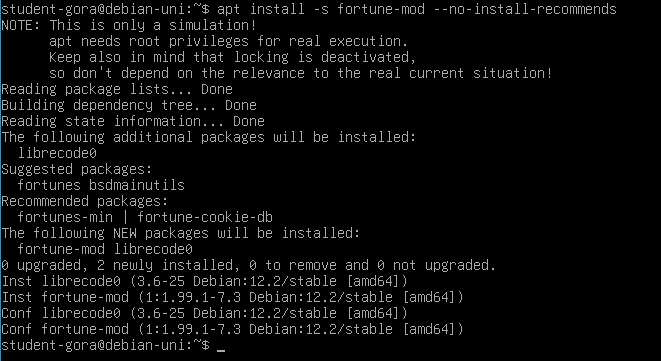 student-gora@debian-uni:~$ apt install -s fortune-mod --no-install-recommends
NOTE: This is only a simulation!
      apt needs root privileges for real execution.
      Keep also in mind that locking is deactivated,
      so don't depend on the relevance to the real current situation!
Reading package lists... Done
Building dependency tree... Done
Reading state information... Done
The following additional packages will be installed:
  librecode0
Suggested packages:
  fortunes bsdmainutils
Recommended packages:
  fortunes-min | fortune-cookie-db
The following NEW packages will be installed:
  fortune-mod librecode0
0 upgraded, 2 newly installed, 0 to remove and 0 not upgraded.
Inst librecode0 (3.6-25 Debian:12.2/stable [amd64])
Inst fortune-mod (1:1.99.1-7.3 Debian:12.2/stable [amd64])
Conf librecode0 (3.6-25 Debian:12.2/stable [amd64])
Conf fortune-mod (1:1.99.1-7.3 Debian:12.2/stable [amd64])
student-gora@debian-uni:~$ _